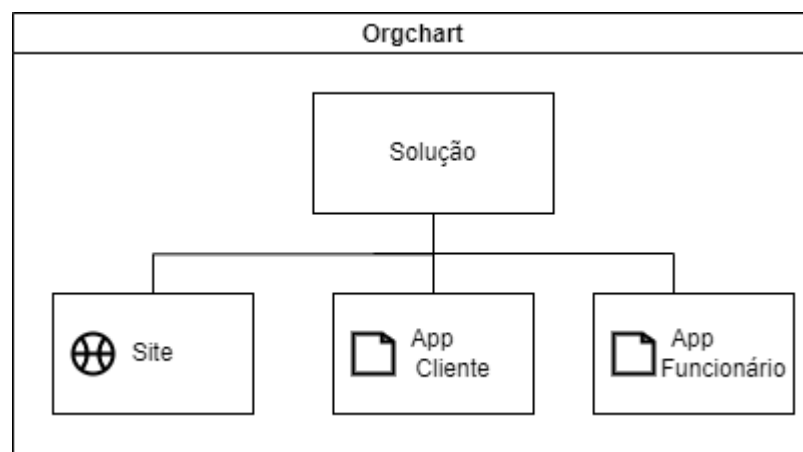 Orgchart
Solução
Site
App
Cliente
App
Funcionário